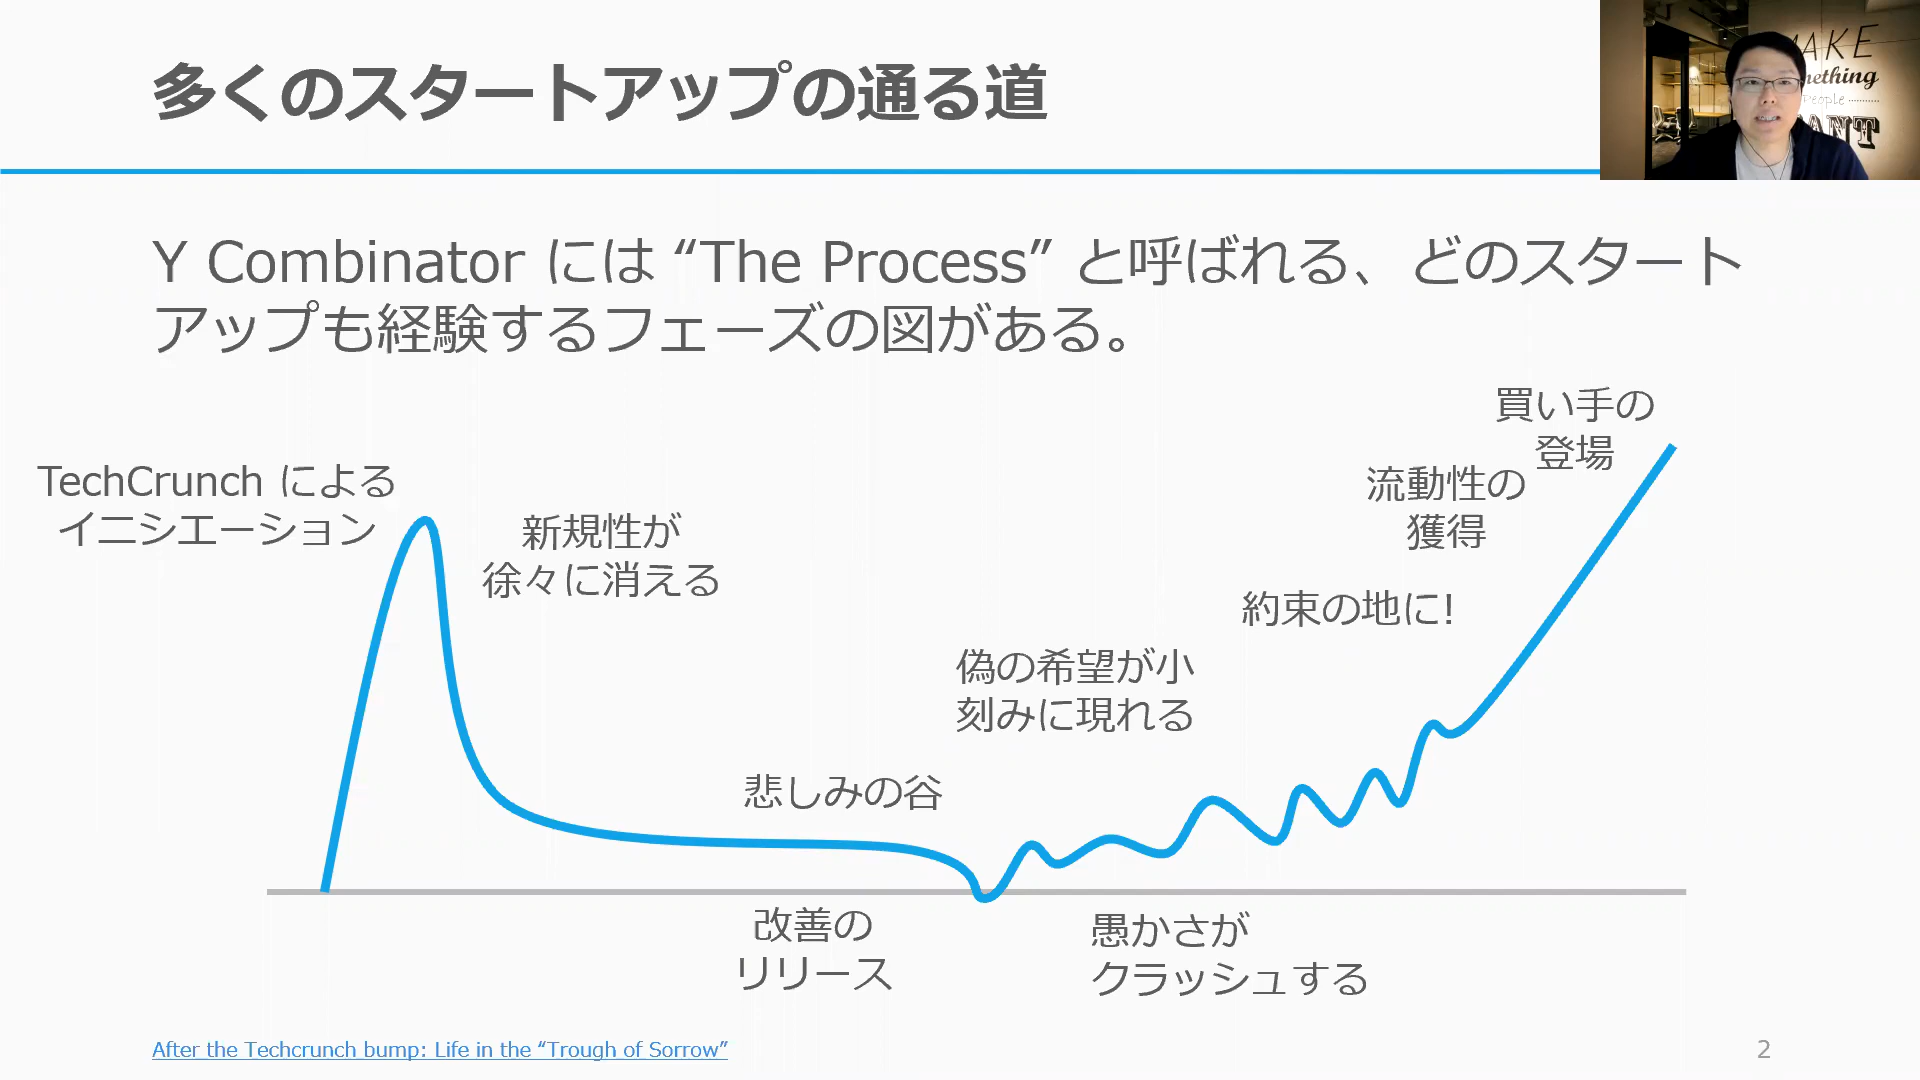 多くのスタートアップの通る道
MAKE
something
People
WANT
Y Combinator には “The Process” と呼ばれる、どのスタート
アップも経験するフェーズの図がある。
買い手の
登場
TechCrunch による
イニシエーション
流動性の
獲得
新規性が
徐々に消える
約束の地に!
偽の希望が小
刻みに現れる
悲しみの谷
改善の
リリース
愚かさが
クラッシュする
After the Techcrunch bump: Life in the “Trough of Sorrow”
2